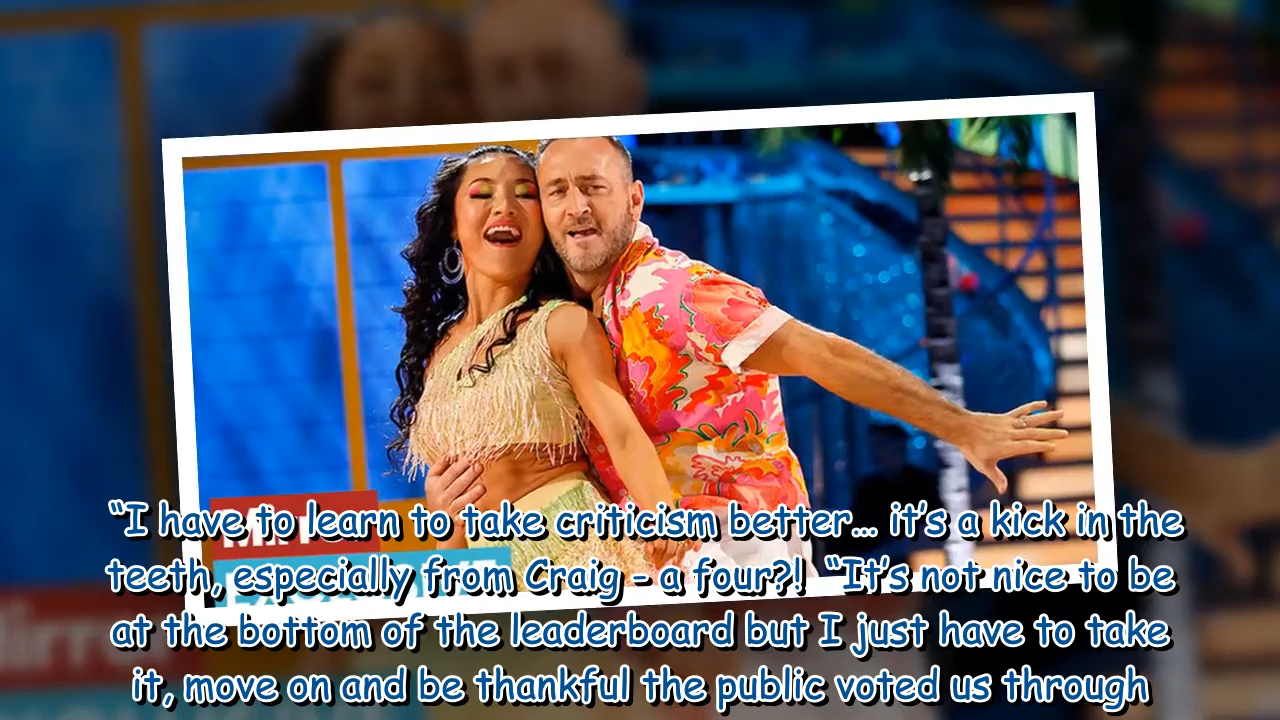 “I have to learn to take criticism better... it’s a kick in the
teeth, especially from Craig - a four?!  “It’s not nice to be
at the bottom of the leaderboard but I just have to take
it, move on and be thankful the public voted us through